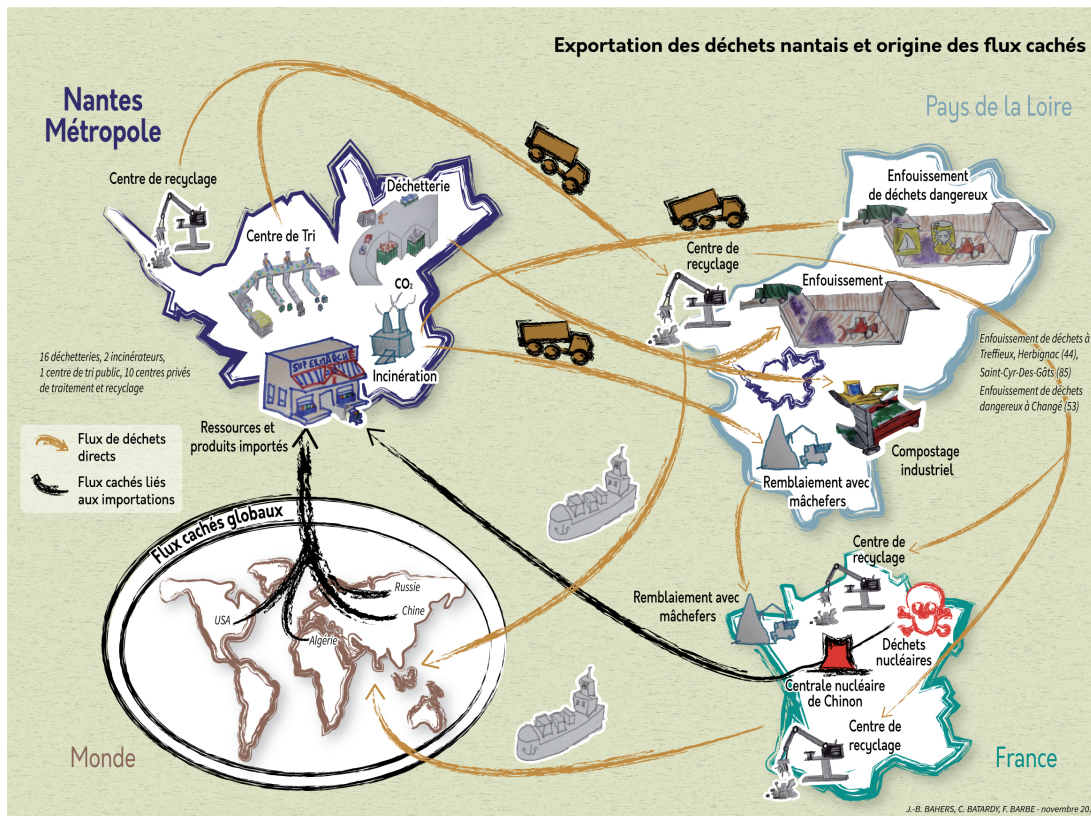 Exportation des déchets nantais et origine des flux cachés
Nantes
Métropole
Pays de la Loire
Centre de recyclage
Déchetterie
Centre de Tri
CO₂
SUPERMARCHÉ
Incinération
16 déchetteries, 2 incinérateurs,
1 centre de tri public, 10 centres privés
de traitement et recyclage
Ressources et
produits importés
Enfouissement
de déchets dangereux
Centre de
recyclage
Enfouissement
Enfouissement de déchets à
Treffieux, Herbignac (44),
Saint-Cyr-Des-Gâts (85)
Enfouissement de déchets
dangereux à Changé (53)
Compostage
industriel
Remblaiement avec
mâchefers
Flux de déchets
directs
Flux cachés liés
aux importations
Flux cachés globaux
Russie
USA
Chine
Algérie
Monde
Centre de
recyclage
Remblaiement avec
mâchefers
Déchets
nucléaires
Centrale nucléaire
de Chinon
Centre de
recyclage
France
J.-B. BAHERS, C. BATARDY, F. BARBE - novembre